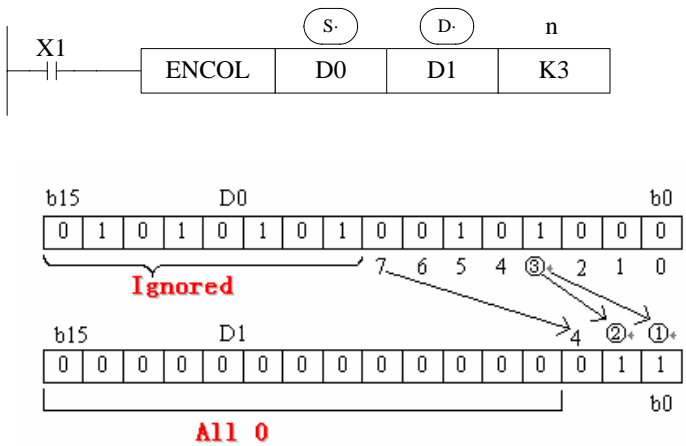 S· D· n
X1
ENCOL D0 D1 K3
b15 D0 b0
0 1 0 1 0 1 0 1 0 0 1 0 1 0 0 0
7 6 5 4 ③ 2 1 0
Ignored
b15 D1 4 ② ①
0 0 0 0 0 0 0 0 0 0 0 0 0 0 1 1
b0
All 0